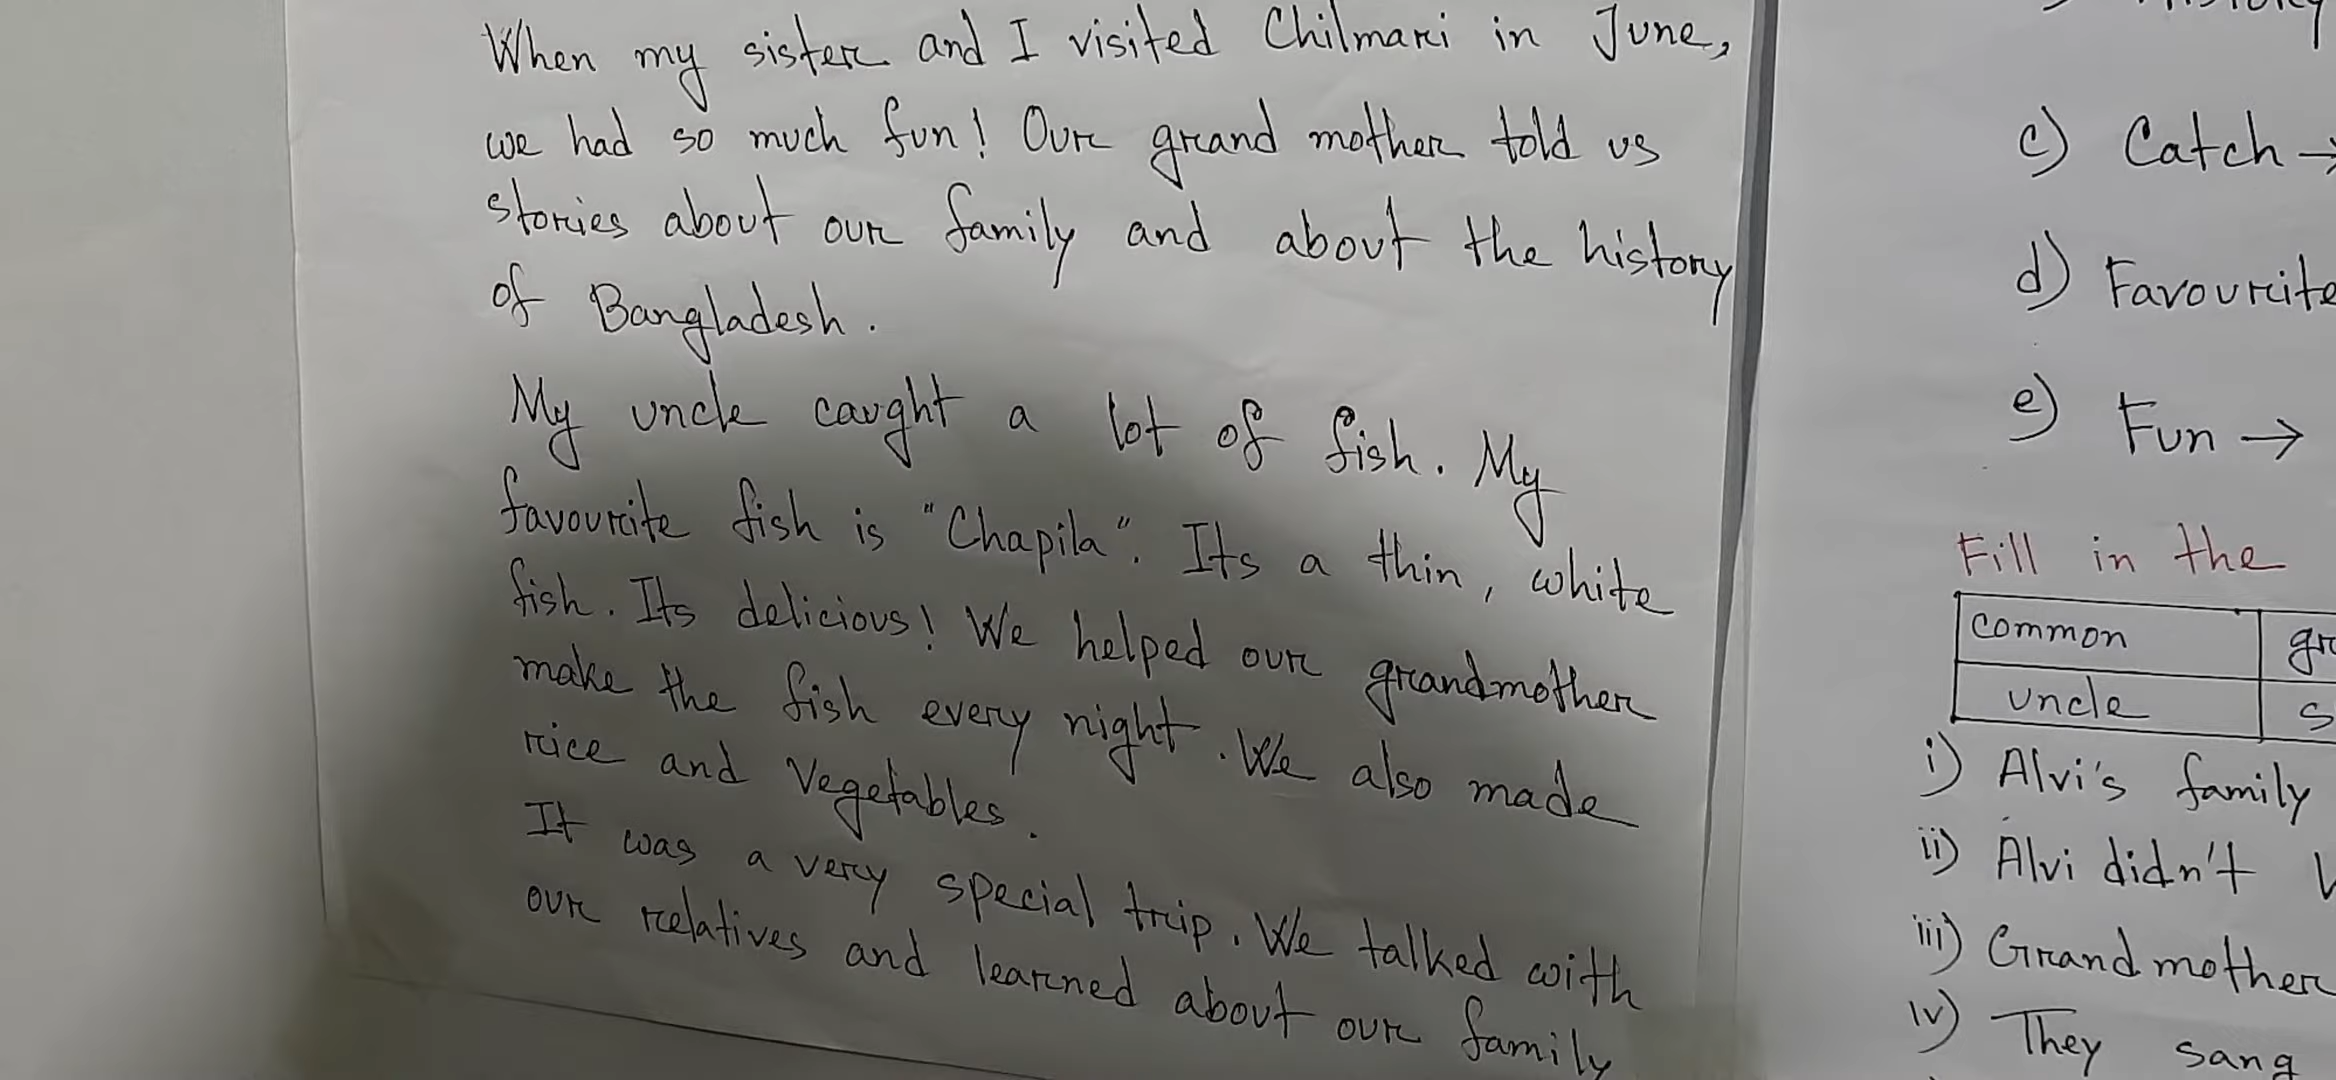 When my sister and I visited Chilmari in June,
we had so much fun! Our grand mother told us
stories about our family and about the history
of Bangladesh.
My uncle caught a lot of fish. My
favourite fish is "Chapila". Its a thin, white
fish. Its delicious! We helped our grandmother
make the fish every night. We also made
rice and vegetables.
It was a very special trip. We talked with
our relatives and learned about our family
c) Catch →
d) Favourite
e) Fun →
Fill in the
common
uncle
i) Alvi's family
ii) Alvi didn't
iii) Grandmother
iv) They sang